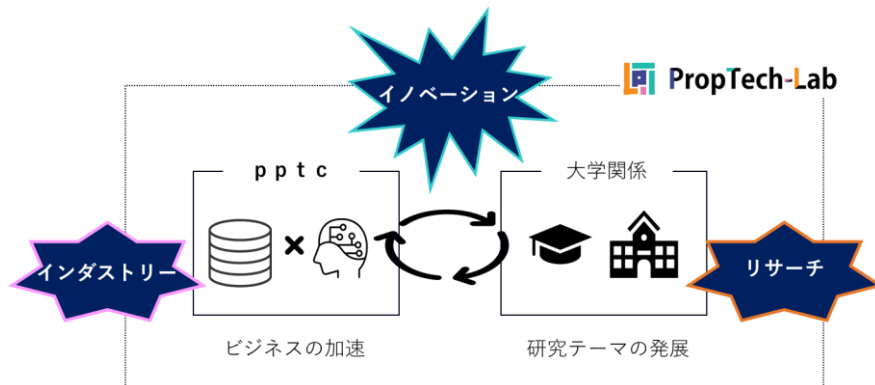 イノベーション
PropTech-Lab
pptc
大学関係
インダストリー
リサーチ
ビジネスの加速
研究テーマの発展